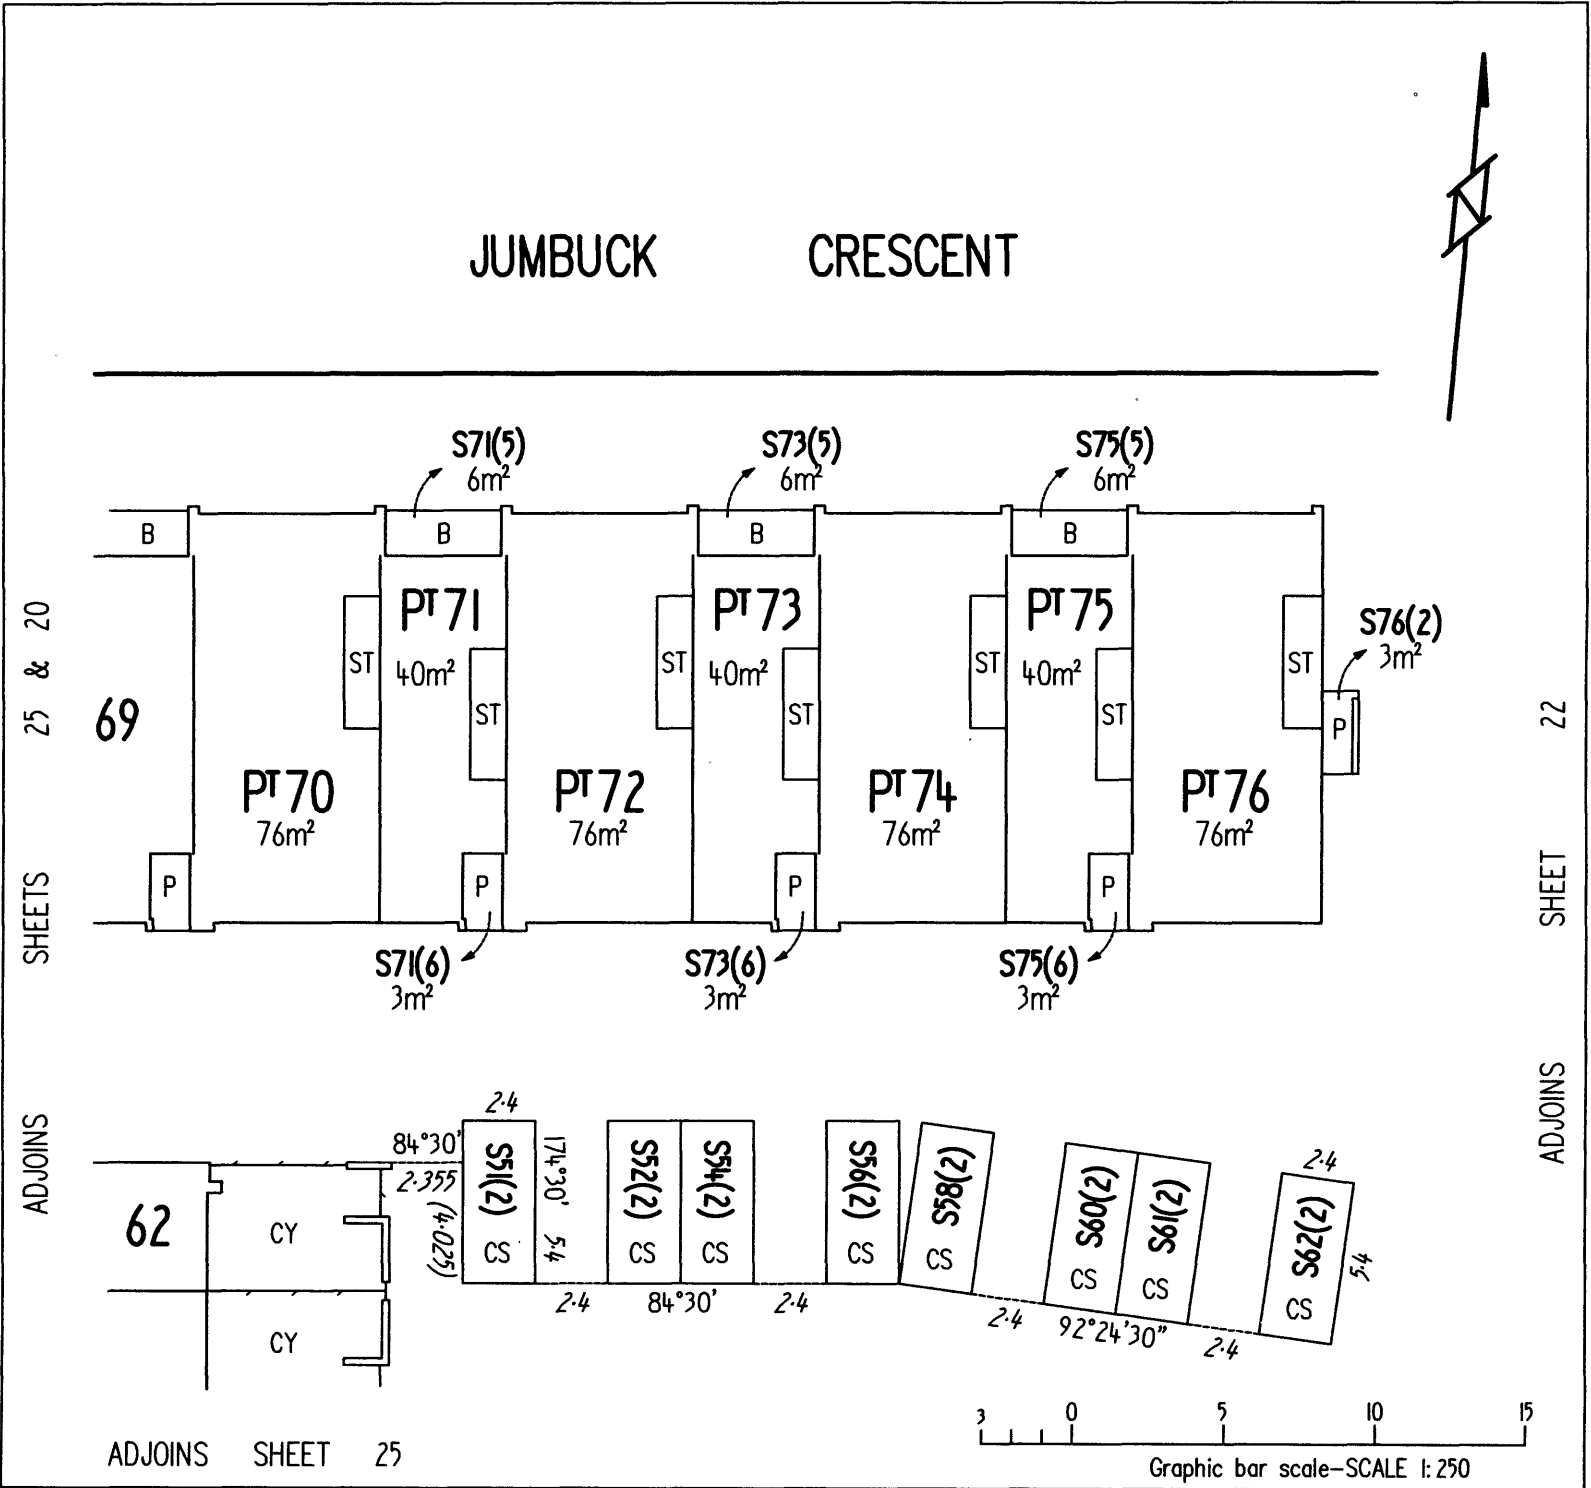 JUMBUCK CRESCENT
N
S71(5)
6m²
S73(5)
6m²
S75(5)
6m²
B
B
B
B
PT 71
40m²
PT 73
40m²
PT 75
40m²
ST
ST
ST
ST
ST
ST
ST
S76(2)
3m²
P
69
PT 70
76m²
PT 72
76m²
PT 74
76m²
PT 76
76m²
P
P
P
P
S71(6)
3m²
S73(6)
3m²
S75(6)
3m²
ADJOINS SHEETS 25 & 20
ADJOINS SHEET 22
2·4
84°30'
2·355
(4·025)
S51(2)
CS
174°30' 5·4
S52(2)
CS
S54(2)
CS
S56(2)
CS
S58(2)
CS
S60(2)
CS
S61(2)
CS
2·4
S62(2)
CS
5·4
62
CY
CY
2·4
84°30'
2·4
2·4
92°24'30"
2·4
3 0 5 10 15
Graphic bar scale-SCALE 1:250
ADJOINS SHEET 25